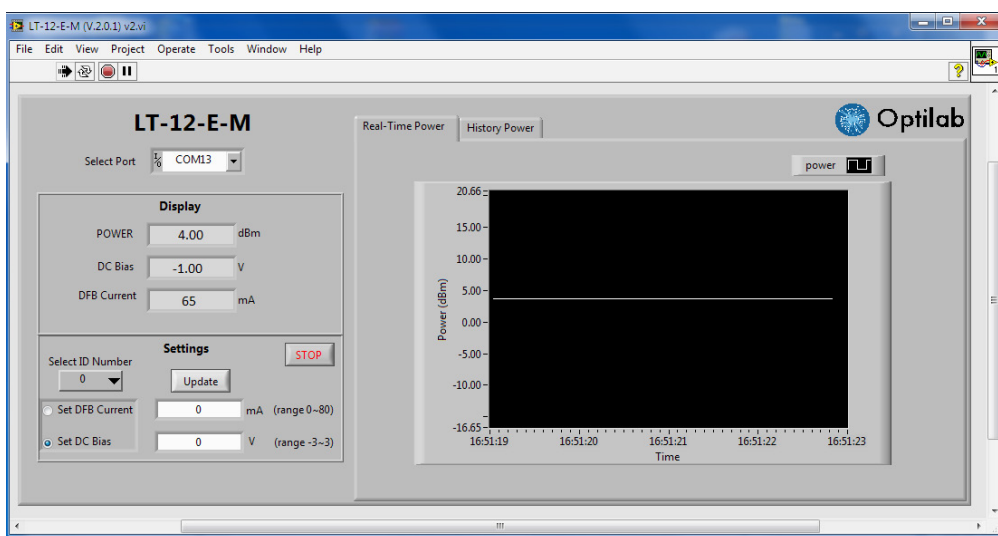 LT-12-E-M (V.2.0.1) v2.vi
File Edit View Project Operate Tools Window Help
LT-12-E-M
Select Port COM13
Display
POWER 4.00 dBm
DC Bias -1.00 V
DFB Current 65 mA
Settings
Select ID Number
STOP
0
Update
Set DFB Current 0 mA (range 0~80)
Set DC Bias 0 V (range -3~3)
Real-Time Power History Power
Optilab
power
20.66
15.00
10.00
5.00
0.00
-5.00
-10.00
-16.65
Power (dBm)
16:51:19 16:51:20 16:51:21 16:51:22 16:51:23
Time